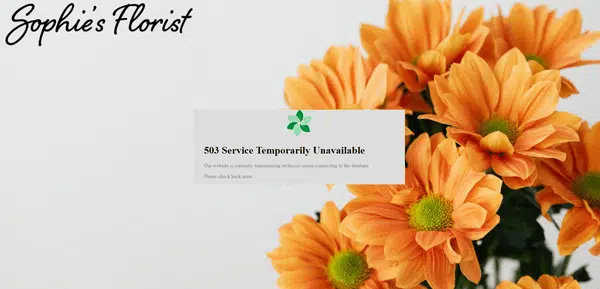 Sophie's Florist
503 Service Temporarily Unavailable
Our website is currently experiencing technical issues connecting to the database
Please check back soon